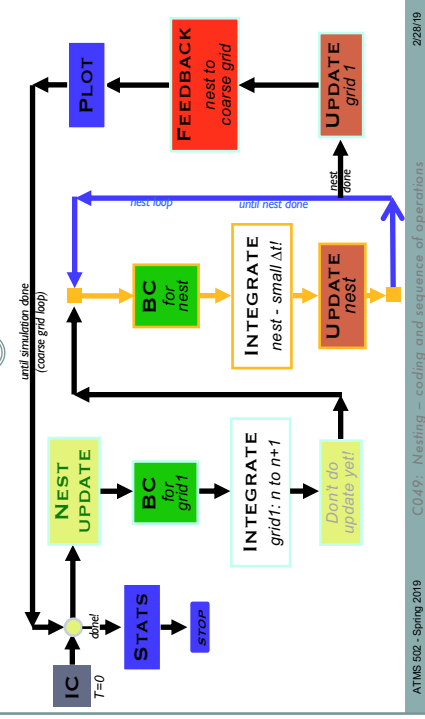 until simulation done
(coarse grid loop)
IC
T=0
done!
STATS
STOP
NEST
UPDATE
BC
for
grid1
INTEGRATE
grid1: n to n+1
Don't do
update yet!
BC
for
nest
INTEGRATE
nest - small Δt!
UPDATE
nest
nest loop
until nest done
nest
done
UPDATE
grid 1
FEEDBACK
nest to
coarse grid
PLOT
ATMS 502 - Spring 2019
C049: Nesting – coding and sequence of operations
2/28/19